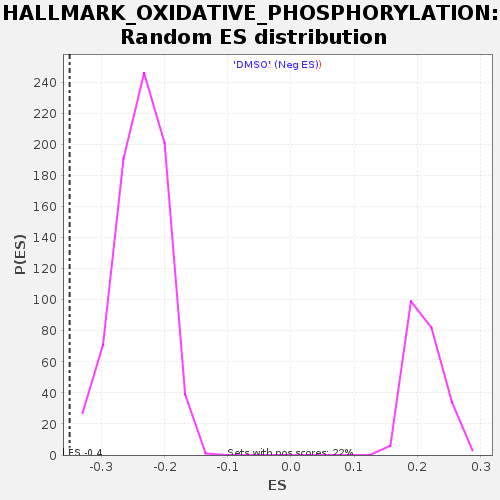 HALLMARK_OXIDATIVE_PHOSPHORYLATION:
Random ES distribution
'DMSO' (Neg ES))
240
220
200
180
160
140
120
100
80
60
40
20
0
P(ES)
ES -0.4
Sets with pos scores: 22%
-0.3 -0.2 -0.1 0.0 0.1 0.2 0.3
ES